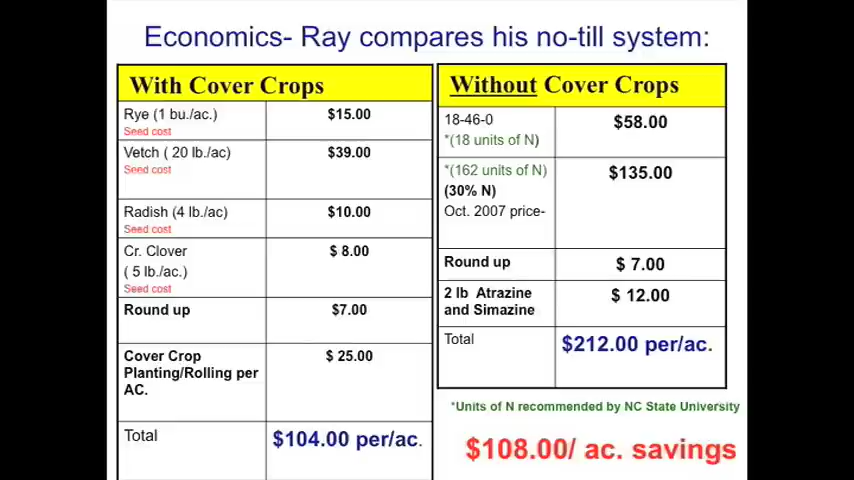 Economics- Ray compares his no-till system:
With Cover Crops
Rye (1 bu./ac.)
Seed cost
$15.00
Vetch ( 20 lb./ac)
Seed cost
$39.00
Radish (4 lb./ac)
Seed cost
$10.00
Cr. Clover
( 5 lb./ac.)
Seed cost
$ 8.00
Round up
$7.00
Cover Crop
Planting/Rolling per
AC.
$ 25.00
Total
$104.00 per/ac.
Without Cover Crops
18-46-0
*(18 units of N)
$58.00
*(162 units of N)
(30% N)
Oct. 2007 price-
$135.00
Round up
$ 7.00
2 lb Atrazine
and Simazine
$ 12.00
Total
$212.00 per/ac.
*Units of N recommended by NC State University
$108.00/ ac. savings